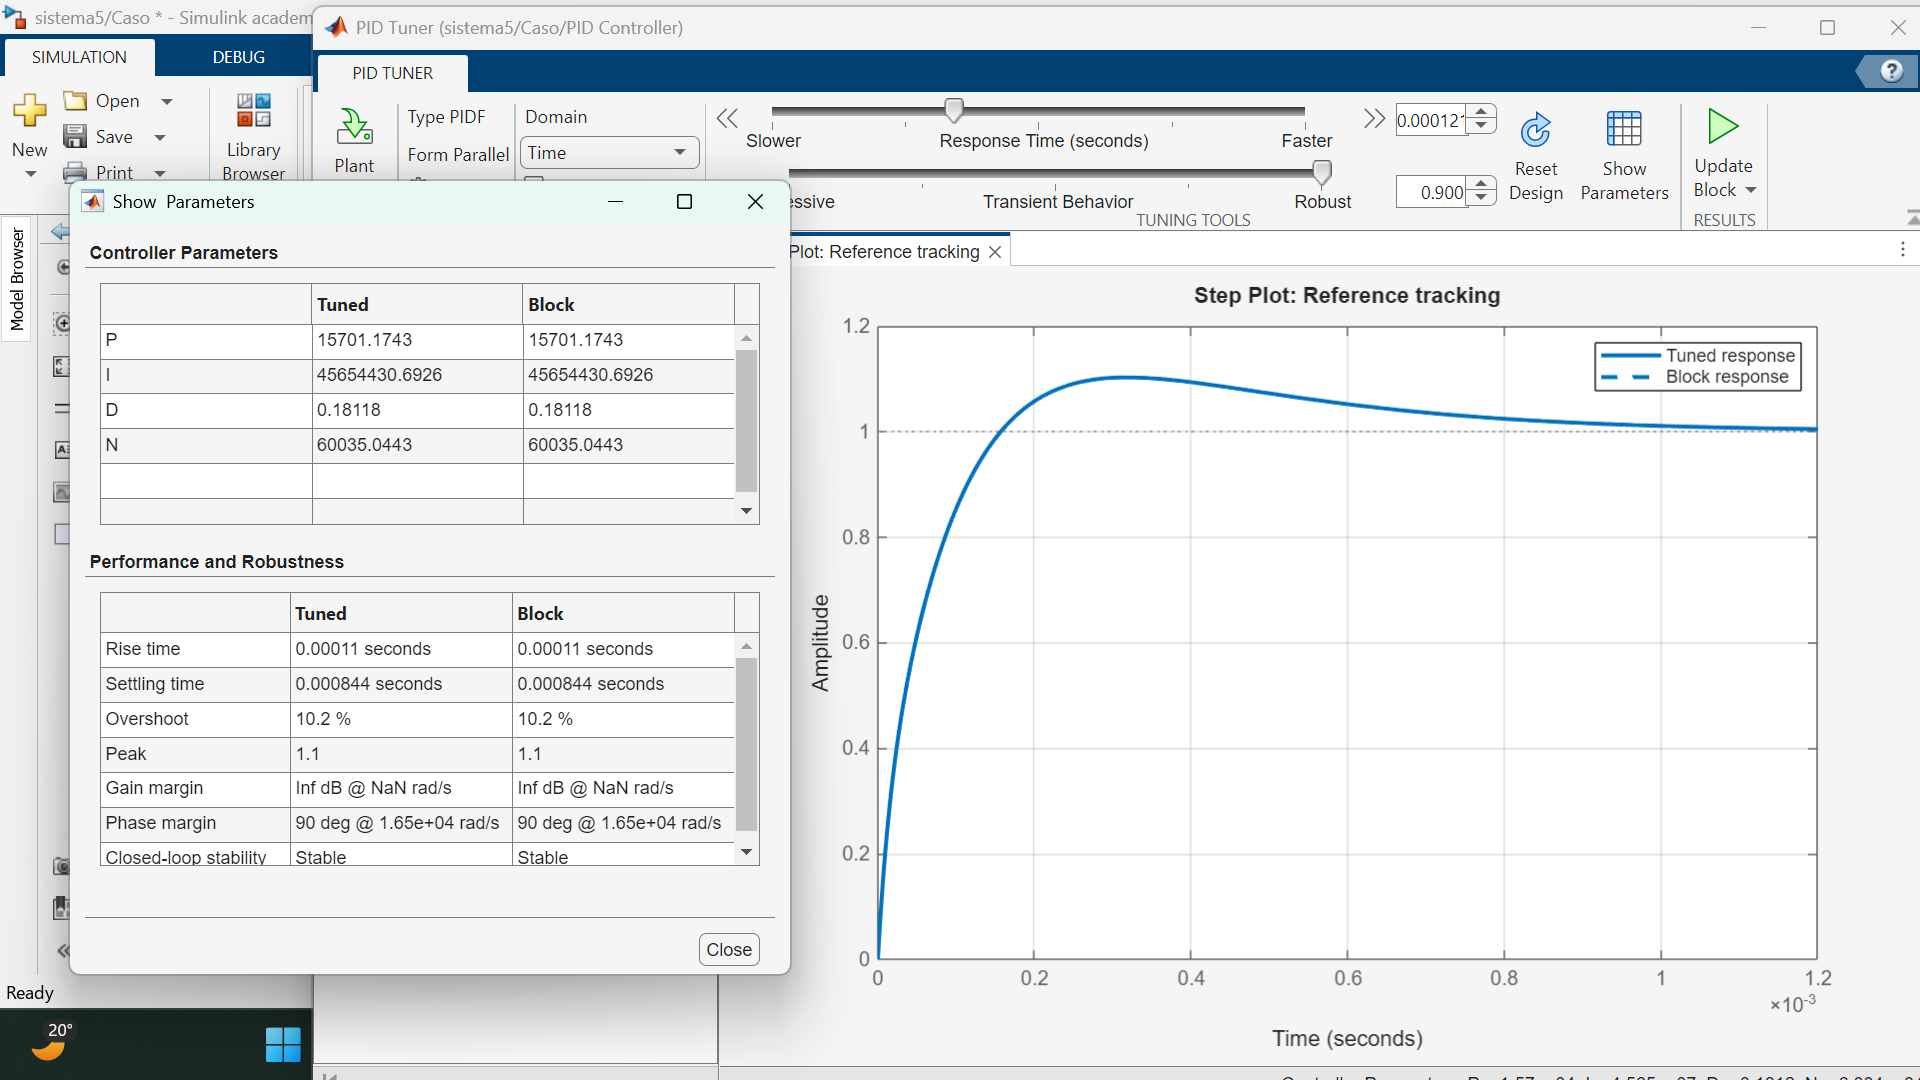 sistema5/Caso * - Simulink academ
PID Tuner (sistema5/Caso/PID Controller)
SIMULATION
DEBUG
PID TUNER
New
Open
Save
Print
Library
Browser
Plant
Type PIDF
Form Parallel
Domain
Time
Slower
Response Time (seconds)
Faster
0.000121
essive
Transient Behavior
Robust
0.900
TUNING TOOLS
Reset
Design
Show
Parameters
Update
Block
RESULTS
Model Browser
Show Parameters
Controller Parameters
Tuned Block
P 15701.1743 15701.1743
I 45654430.6926 45654430.6926
D 0.18118 0.18118
N 60035.0443 60035.0443
Performance and Robustness
Tuned Block
Rise time 0.00011 seconds 0.00011 seconds
Settling time 0.000844 seconds 0.000844 seconds
Overshoot 10.2 % 10.2 %
Peak 1.1 1.1
Gain margin Inf dB @ NaN rad/s Inf dB @ NaN rad/s
Phase margin 90 deg @ 1.65e+04 rad/s 90 deg @ 1.65e+04 rad/s
Closed-loop stability Stable Stable
Close
Plot: Reference tracking
Step Plot: Reference tracking
Tuned response
Block response
1.2
1
0.8
0.6
0.4
0.2
0
Amplitude
0 0.2 0.4 0.6 0.8 1 1.2
×10-3
Time (seconds)
Ready
20°